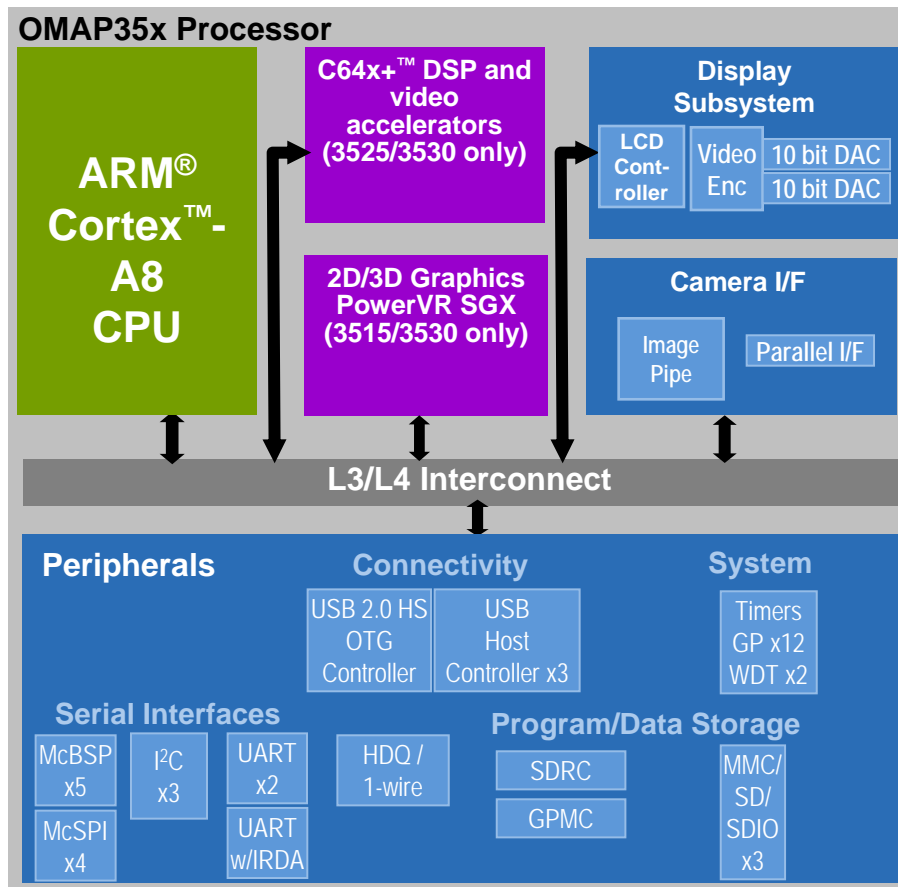 OMAP35x Processor
ARM®
Cortex™-
A8
CPU
C64x+™ DSP and
video
accelerators
(3525/3530 only)
2D/3D Graphics
PowerVR SGX
(3515/3530 only)
Display
Subsystem
LCD
Cont-
roller
Video
Enc
10 bit DAC
10 bit DAC
Camera I/F
Image
Pipe
Parallel I/F
L3/L4 Interconnect
Peripherals
Connectivity
USB 2.0 HS
OTG
Controller
USB
Host
Controller x3
System
Timers
GP x12
WDT x2
Serial Interfaces
McBSP
x5
McSPI
x4
I²C
x3
UART
x2
UART
w/IRDA
HDQ /
1-wire
Program/Data Storage
SDRC
GPMC
MMC/
SD/
SDIO
x3